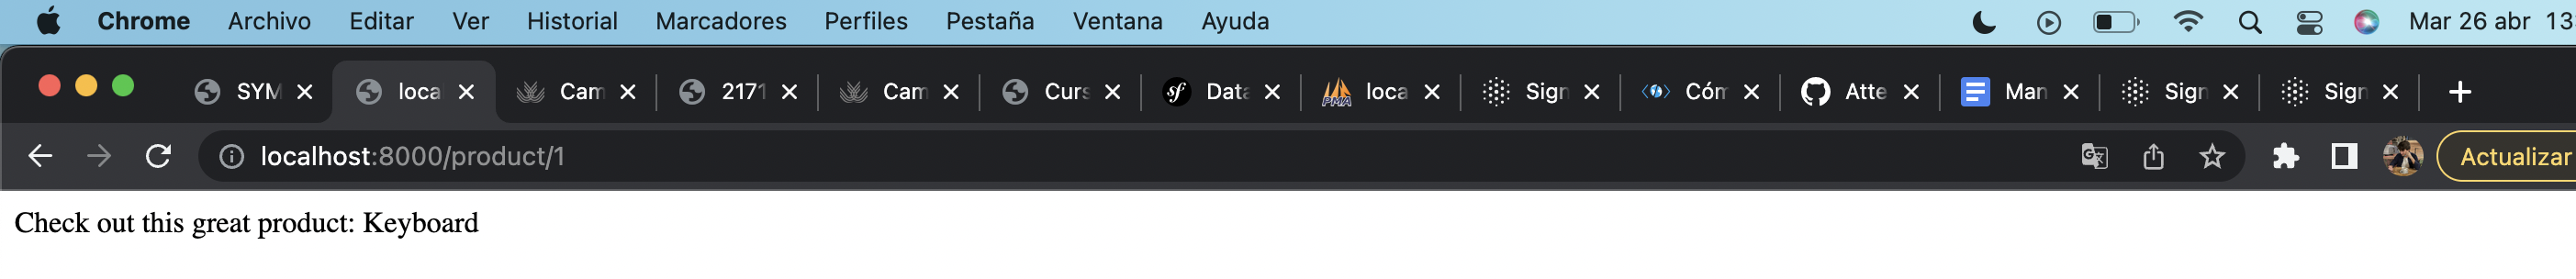 Chrome Archivo Editar Ver Historial Marcadores Perfiles Pestaña Ventana Ayuda Mar 26 abr 13
SYM loca Cam 2171 Cam Curs sf Data PMA loca Sign Cóm Atte Man Sign Sign
localhost:8000/product/1 Actualizar
Check out this great product: Keyboard